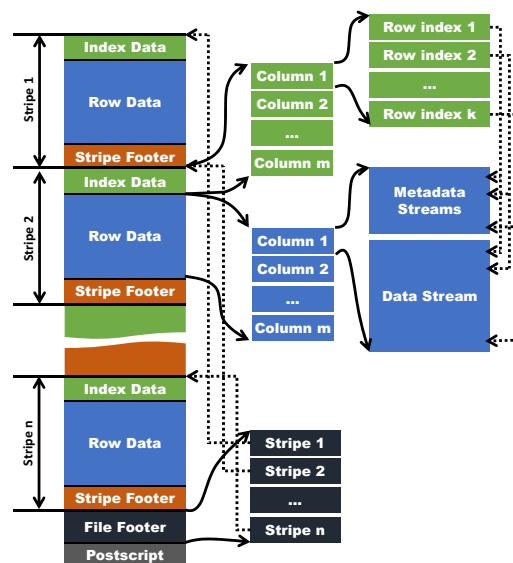 Stripe 1
Index Data
Row Data
Stripe Footer
Stripe 2
Index Data
Row Data
Stripe Footer
Stripe n
Index Data
Row Data
Stripe Footer
File Footer
Postscript
Column 1
Column 2
...
Column m
Column 1
Column 2
...
Column m
Stripe 1
Stripe 2
...
Stripe n
Row index 1
Row index 2
...
Row index k
Metadata
Streams
Data Stream